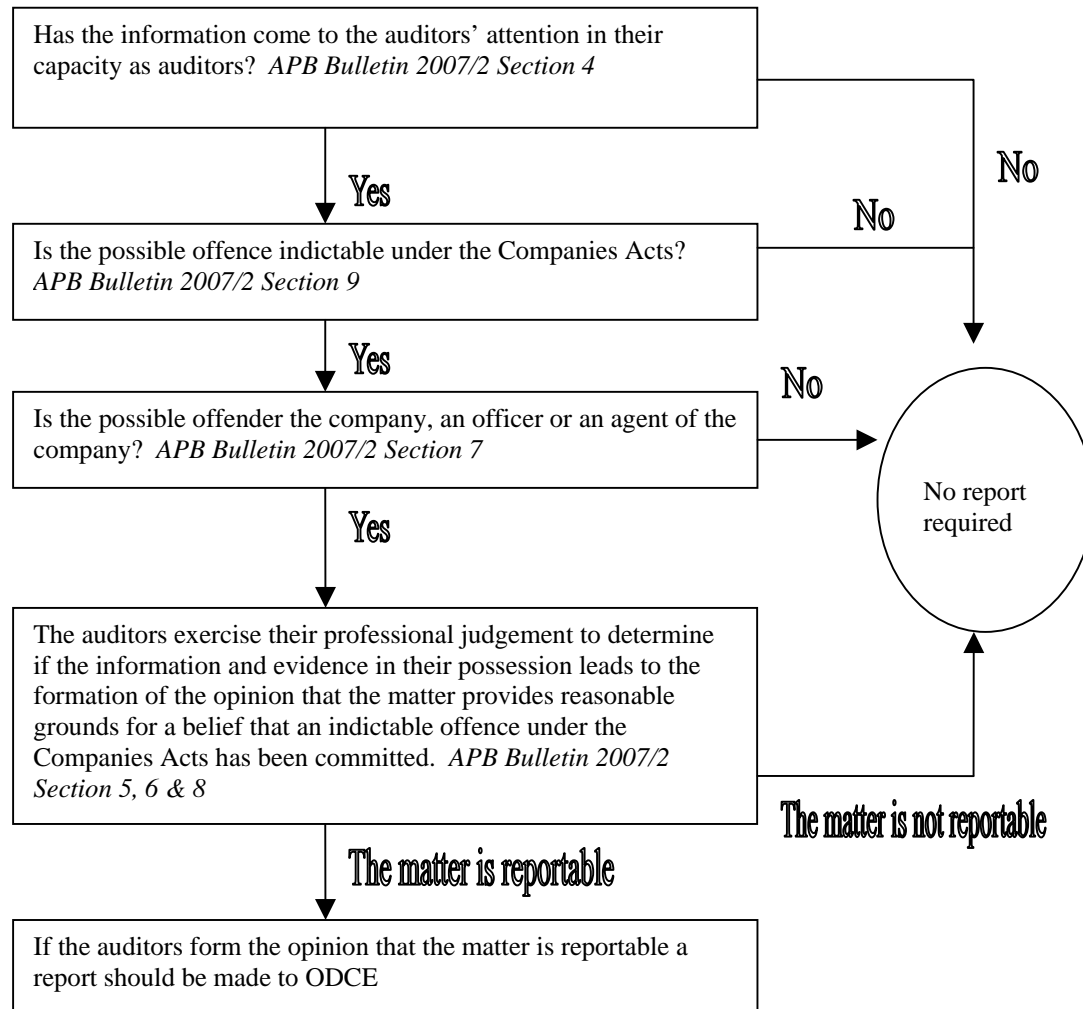 Has the information come to the auditors’ attention in their
capacity as auditors? APB Bulletin 2007/2 Section 4
No
Yes
No
Is the possible offence indictable under the Companies Acts?
APB Bulletin 2007/2 Section 9
Yes
No
Is the possible offender the company, an officer or an agent of the
company? APB Bulletin 2007/2 Section 7
No report
required
Yes
The auditors exercise their professional judgement to determine
if the information and evidence in their possession leads to the
formation of the opinion that the matter provides reasonable
grounds for a belief that an indictable offence under the
Companies Acts has been committed. APB Bulletin 2007/2
Section 5, 6 & 8
The matter is not reportable
The matter is reportable
If the auditors form the opinion that the matter is reportable a
report should be made to ODCE